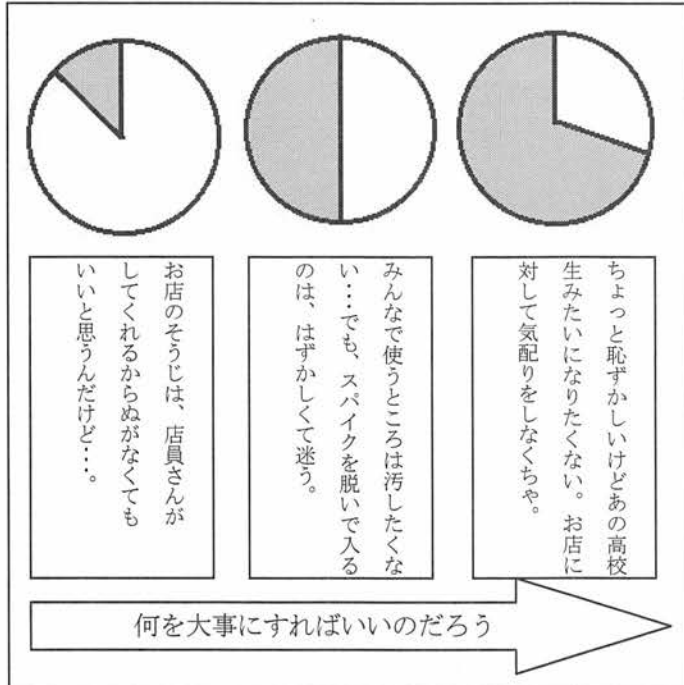 お店のそうじは、店員さんが
してくれるからぬがなくても
いいと思うんだけど・・・。
みんなで使うところは汚したくな
い・・・でも、スパイクを脱いで入る
のは、はずかしくて迷う。
ちょっと恥ずかしいけどあの高校
生みたいになりたくない。お店に
対して気配りをしなくちゃ。
何を大事にすればいいのだろう